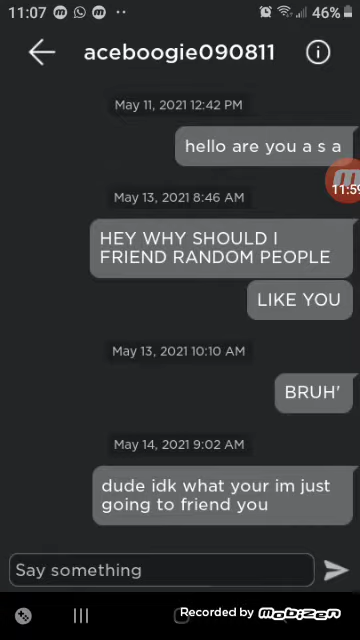 11:07
46%
aceboogie090811
May 11, 2021 12:42 PM
hello are you a s a
May 13, 2021 8:46 AM
11:59
HEY WHY SHOULD I
FRIEND RANDOM PEOPLE
LIKE YOU
May 13, 2021 10:10 AM
BRUH'
May 14, 2021 9:02 AM
dude idk what your im just
going to friend you
Say something
Recorded by Mobizen